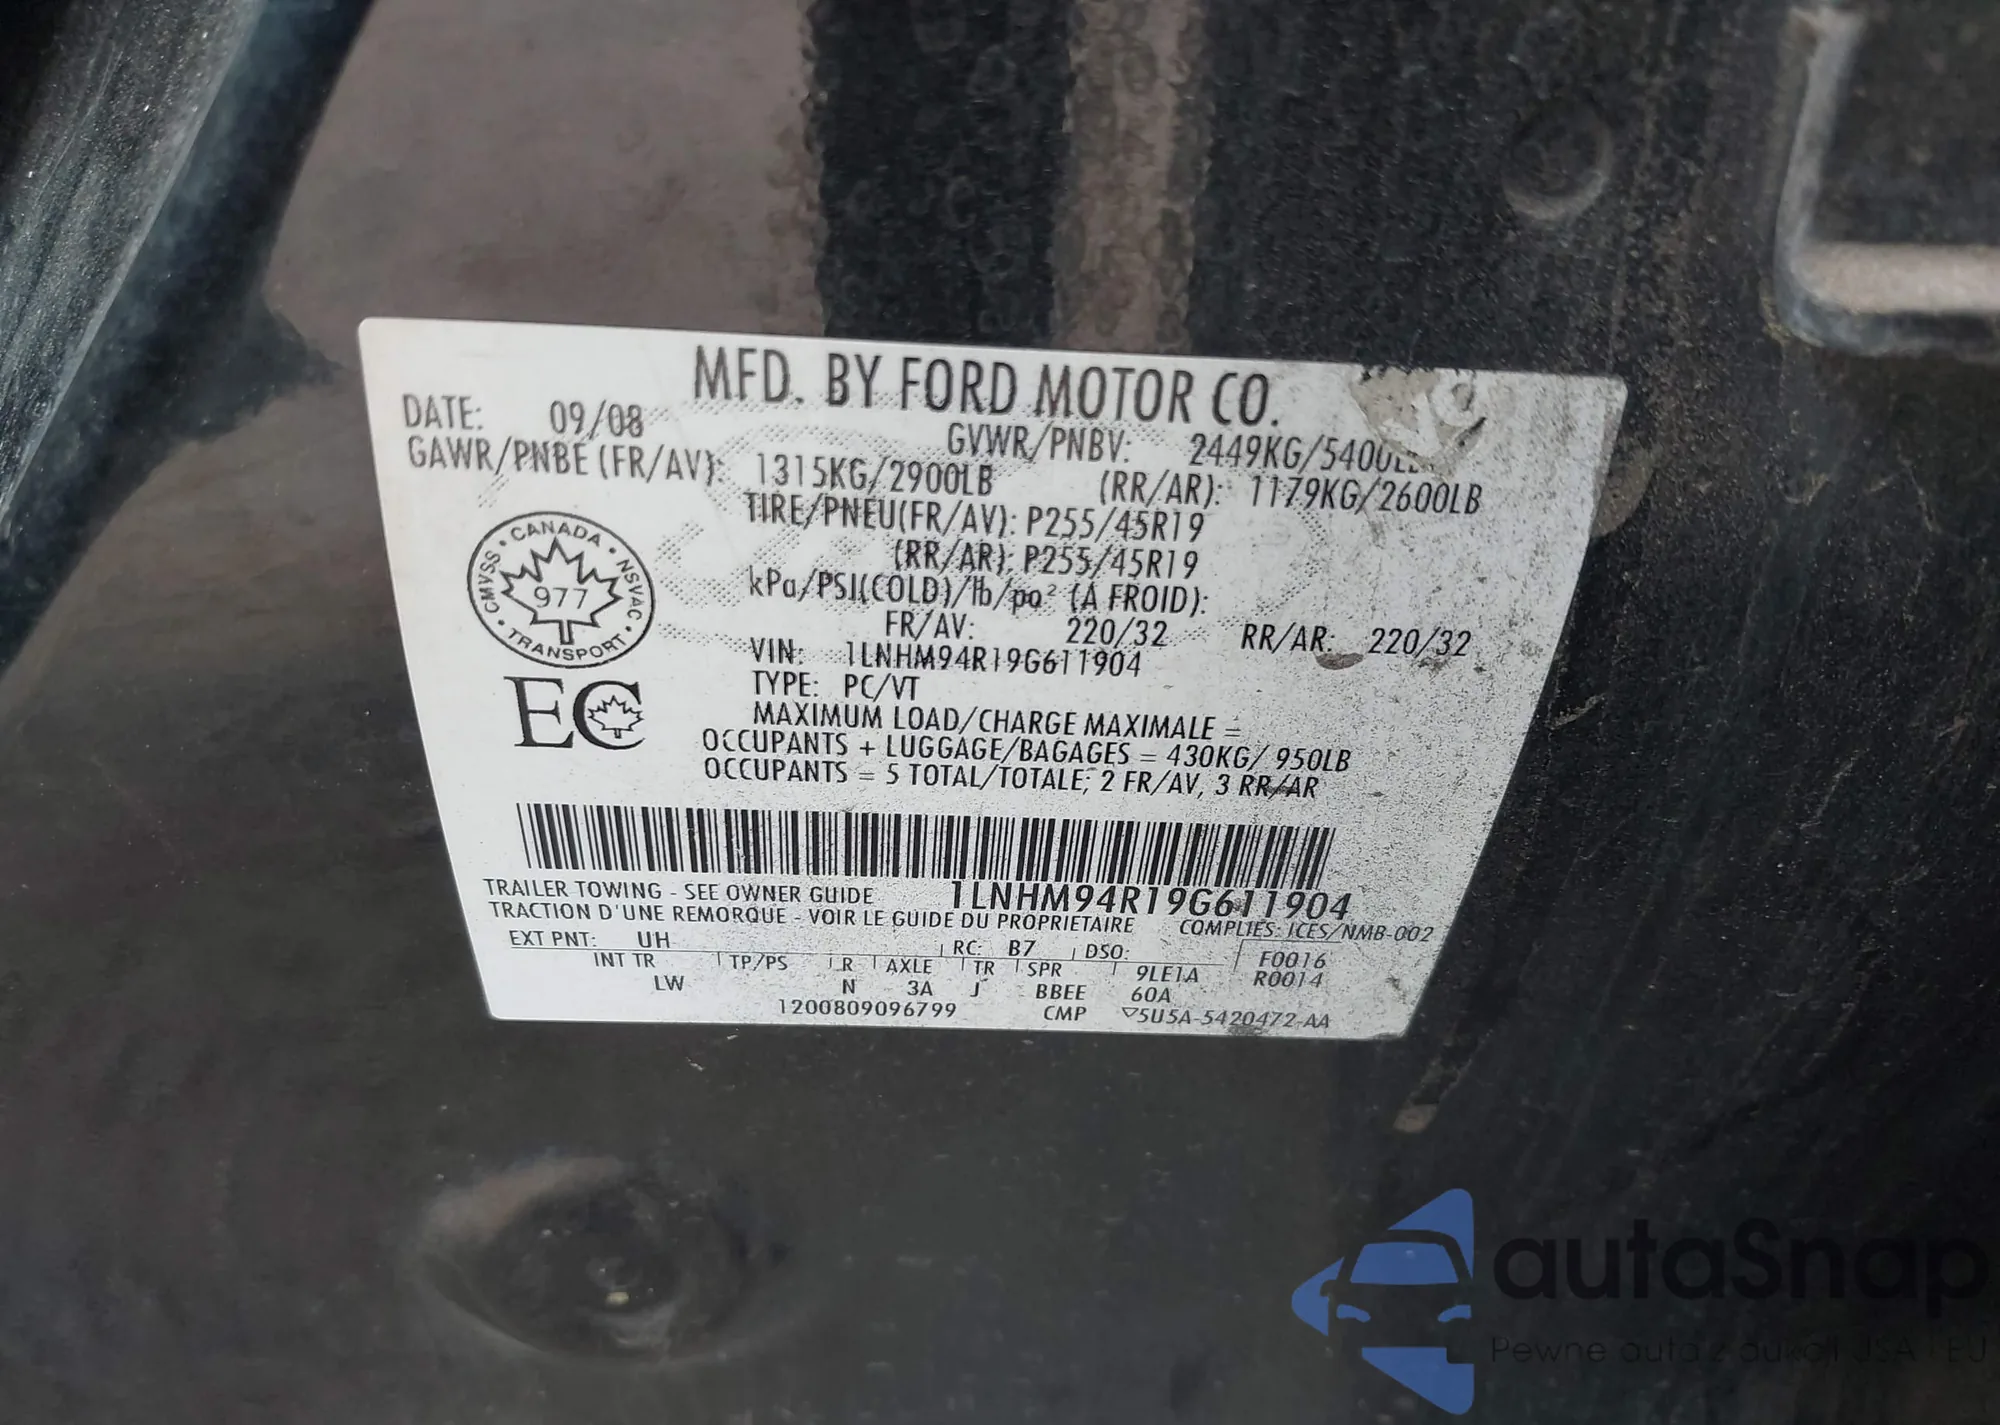 MFD. BY FORD MOTOR CO.
DATE: 09/08 GVWR/PNBV: 2449KG/5400LB
GAWR/PNBE (FR/AV): 1315KG/2900LB (RR/AR): 1179KG/2600LB
TIRE/PNEU(FR/AV): P255/45R19
(RR/AR): P255/45R19
kPa/PSI(COLD)/lb/po² (À FROID):
FR/AV: 220/32 RR/AR: 220/32
VIN: 1LNHM94R19G611904
TYPE: PC/VT
MAXIMUM LOAD/CHARGE MAXIMALE =
OCCUPANTS + LUGGAGE/BAGAGES = 430KG/ 950LB
OCCUPANTS = 5 TOTAL/TOTALE; 2 FR/AV, 3 RR/AR
CMVSS • CANADA • NSVAC • TRANSPORT •
977
EC
TRAILER TOWING - SEE OWNER GUIDE 1LNHM94R19G611904
TRACTION D'UNE REMORQUE - VOIR LE GUIDE DU PROPRIETAIRE COMPLIES: ICES/NMB-002
EXT PNT: UH RC: B7 DSO: F0016
INT TR TP/PS R AXLE TR SPR 9LE1A R0014
LW N 3A J BBEE 60A
1200809096799 CMP ▽5U5A-5420472-AA
autaSnap
Pewne auta z aukcji USA i EU